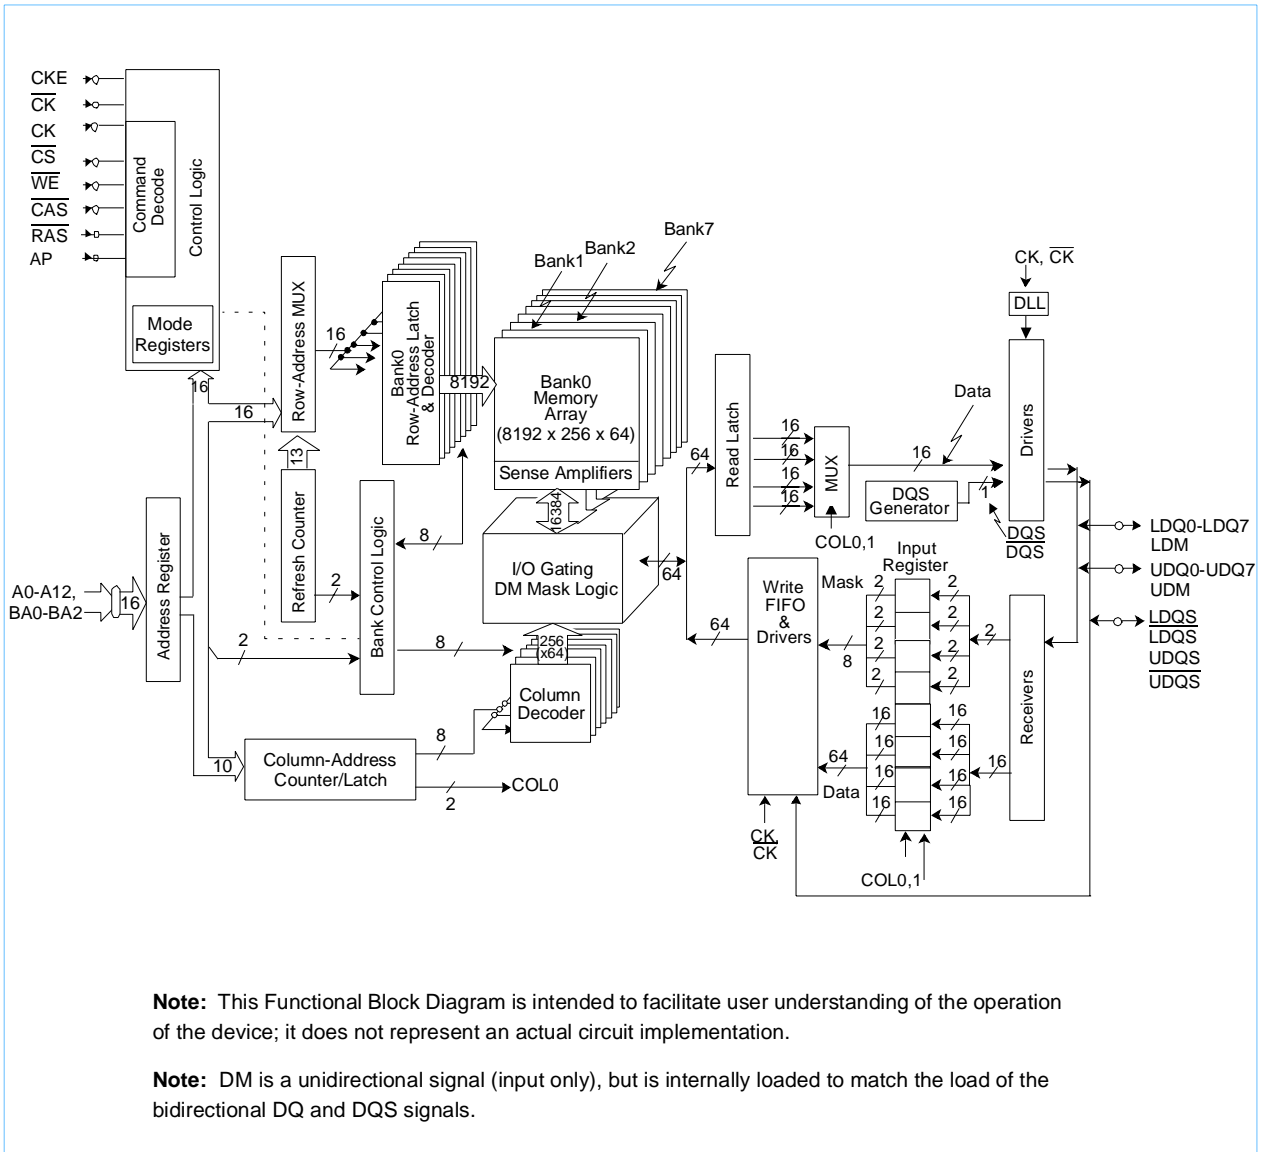 CKE
CK
CK
CS
WE
CAS
RAS
AP
Command
Decode
Control Logic
Mode
Registers
16
16
Row-Address MUX
13
Refresh Counter
16
Bank0
Row-Address Latch
& Decoder
8192
Bank1
Bank2
Bank7
Bank0
Memory
Array
(8192 x 256 x 64)
Sense Amplifiers
16384
I/O Gating
DM Mask Logic
256
(x64)
Column
Decoder
8
8
2
2
Bank Control Logic
A0-A12,
BA0-BA2
16
Address Register
10
Column-Address
Counter/Latch
8
2
COL0
64
64
64
Read Latch
16
16
16
16
MUX
COL0,1
16
Data
DQS
Generator
1
DQS
DQS
CK, CK
DLL
Drivers
LDQ0-LDQ7
LDM
UDQ0-UDQ7
UDM
LDQS
LDQS
UDQS
UDQS
Input
Register
Write
FIFO
&
Drivers
Mask
8
2
2
2
2
2
2
2
2
2
64
Data
16
16
16
16
16
16
16
16
16
Receivers
CK,
CK
COL0,1
Note: This Functional Block Diagram is intended to facilitate user understanding of the operation
of the device; it does not represent an actual circuit implementation.
Note: DM is a unidirectional signal (input only), but is internally loaded to match the load of the
bidirectional DQ and DQS signals.